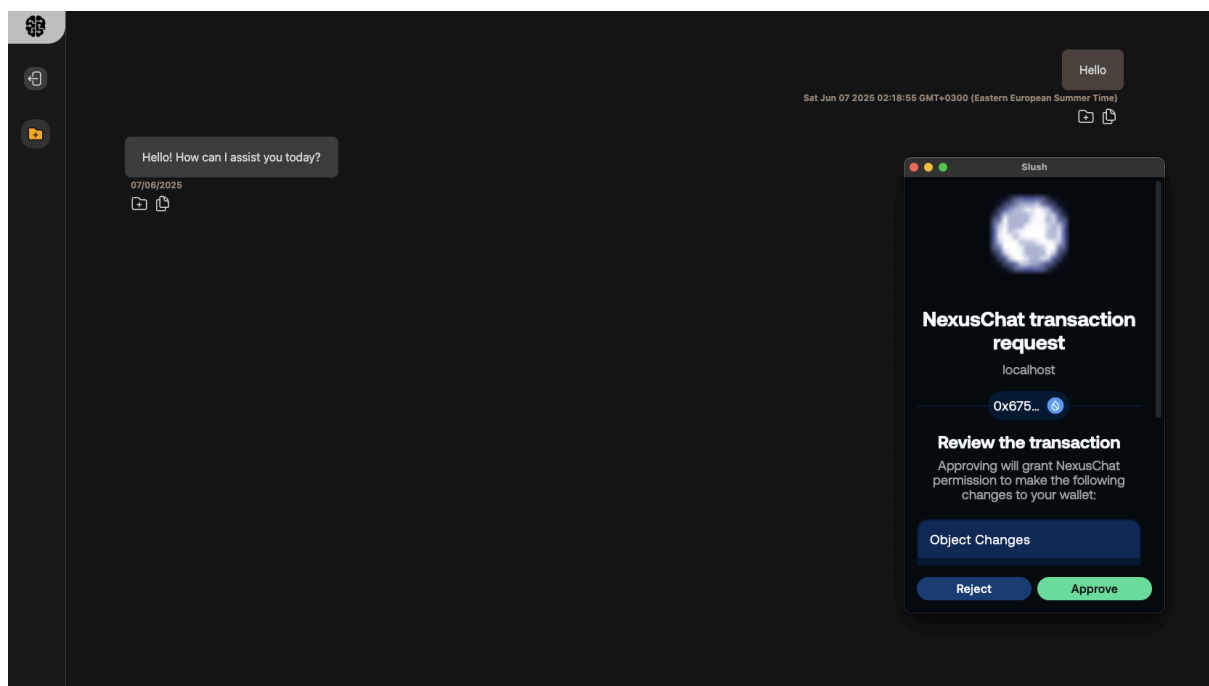 Hello
Sat Jun 07 2025 02:18:55 GMT+0300 (Eastern European Summer Time)
Hello! How can I assist you today?
07/06/2025
Slush
NexusChat transaction
request
localhost
0x675...
Review the transaction
Approving will grant NexusChat
permission to make the following
changes to your wallet:
Object Changes
Reject
Approve